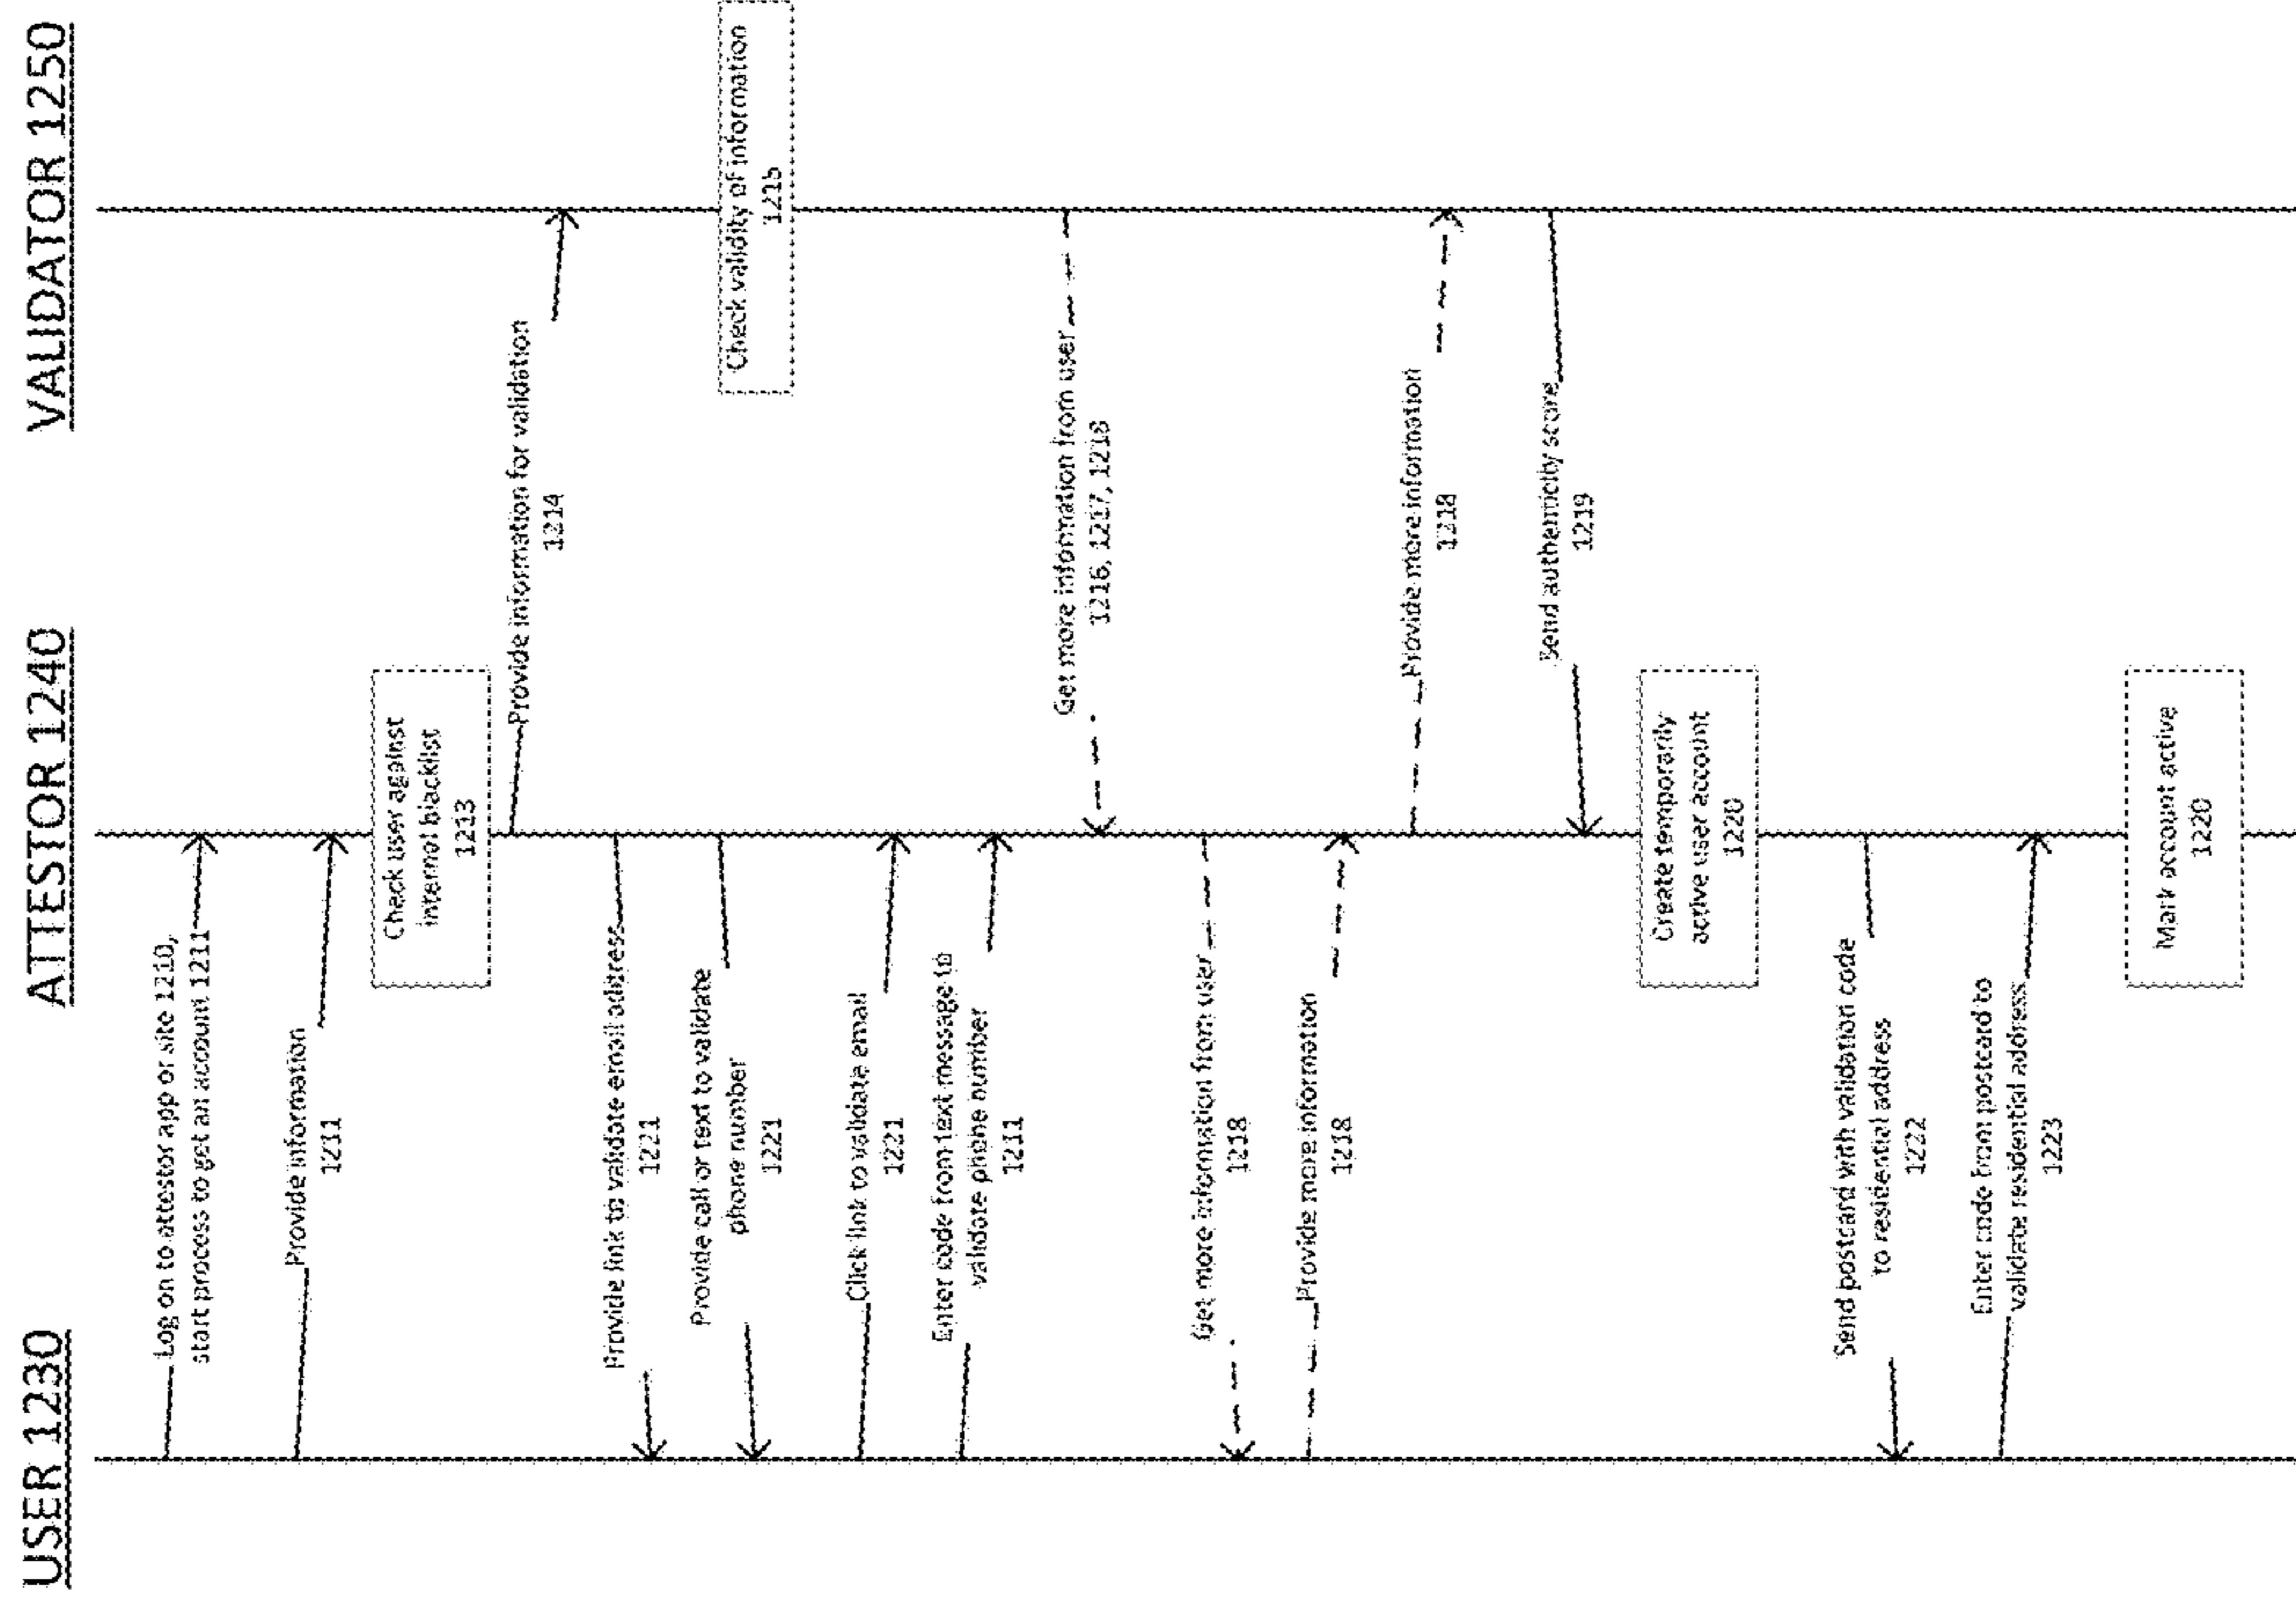 USER 1230
ATTESTOR 1240
VALIDATOR 1250
Log on to attestor app or site 1210,
start process to get an account 1211
Provide information
1211
Check user against
internal blacklist
1213
Provide information for validation
1214
Provide link to validate email address
1221
Provide call or text to validate
phone number
1221
Check validity of information
1215
Click link to validate email
1221
Enter code from text message to
validate phone number
1211
Get more information from user
1216, 1217, 1218
Get more information from user
1218
Provide more information
1218
Provide more information
1218
Send authenticity score
1219
Create temporarily
active user account
1220
Send postcard with validation code
to residential address
1222
Enter code from postcard to
validate residential address
1223
Mark account active
1220